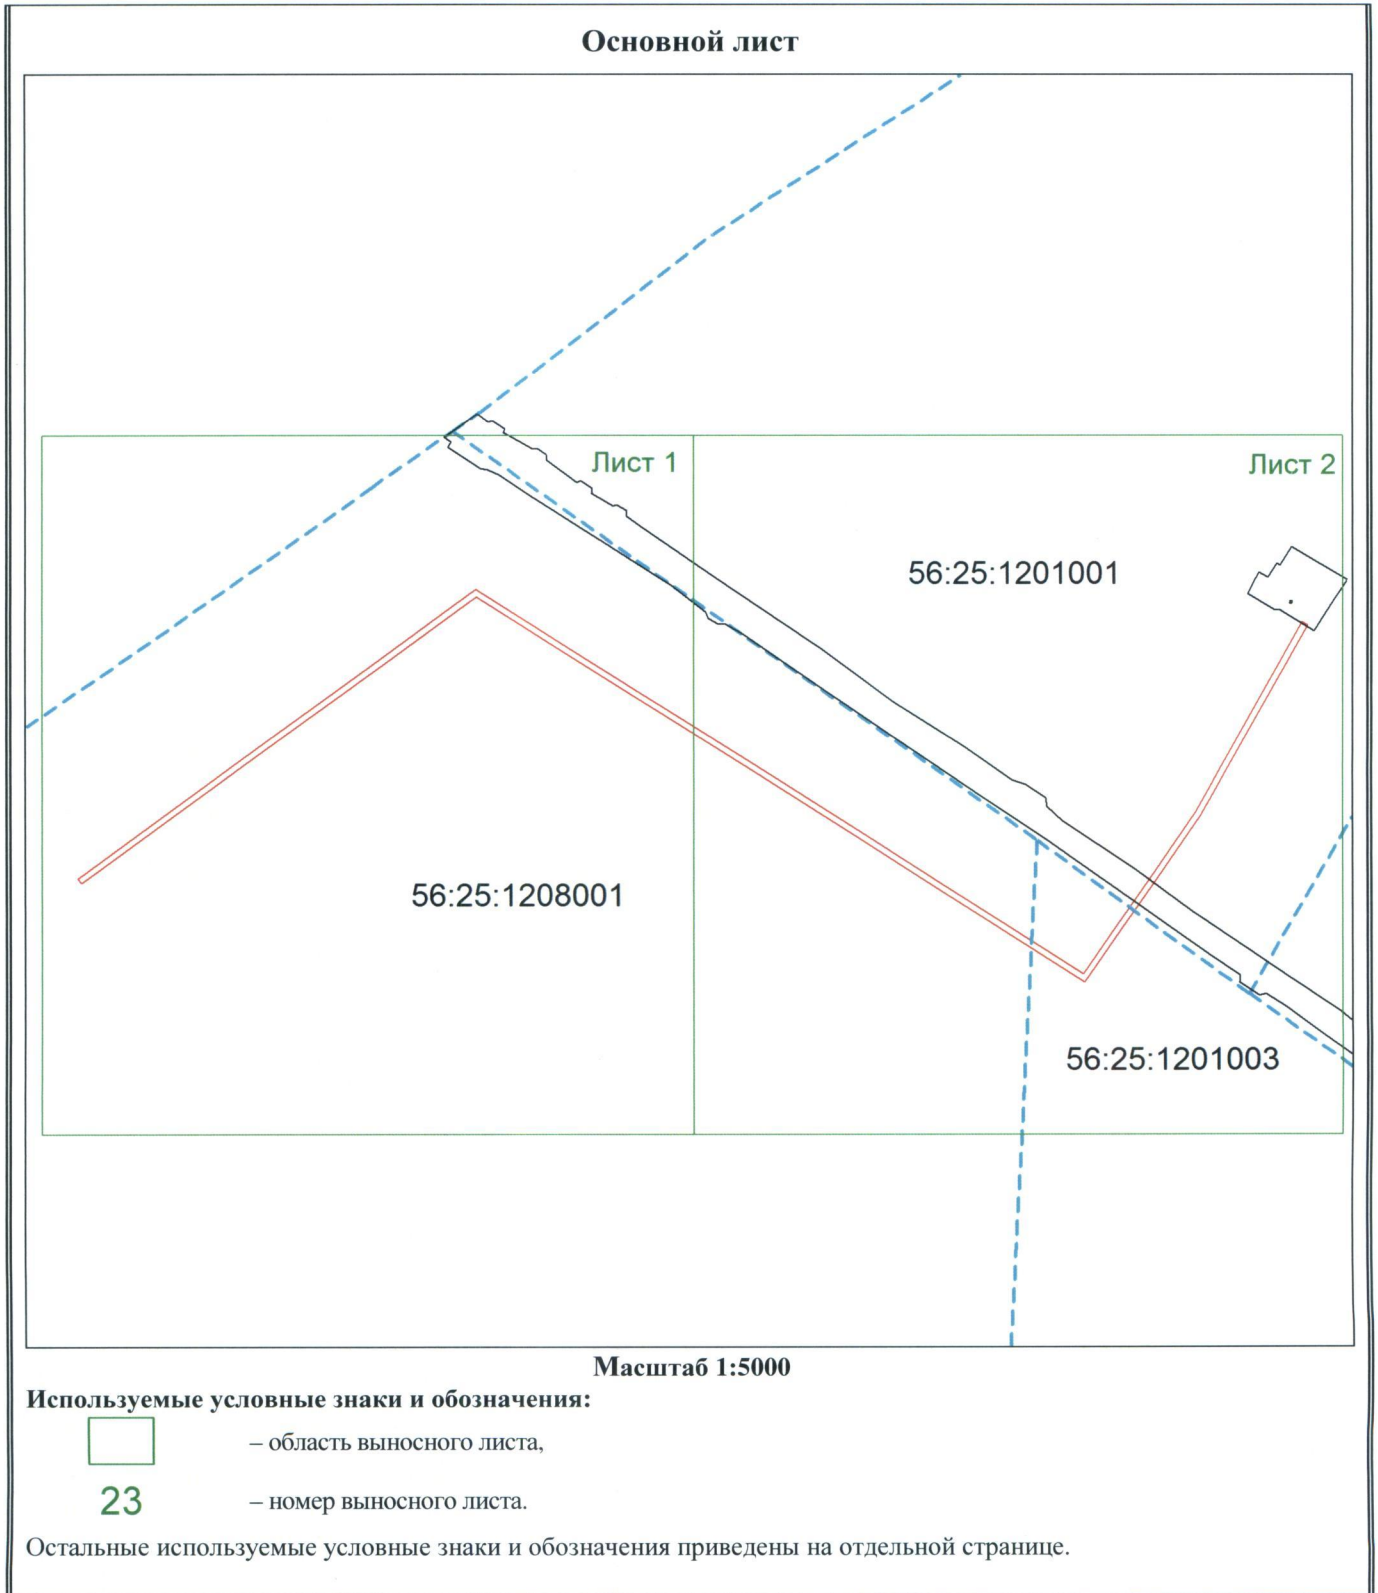 Основной лист
Лист 1
Лист 2
56:25:1201001
56:25:1208001
56:25:1201003
Масштаб 1:5000
Используемые условные знаки и обозначения:
– область выносного листа,
23 – номер выносного листа.
Остальные используемые условные знаки и обозначения приведены на отдельной странице.